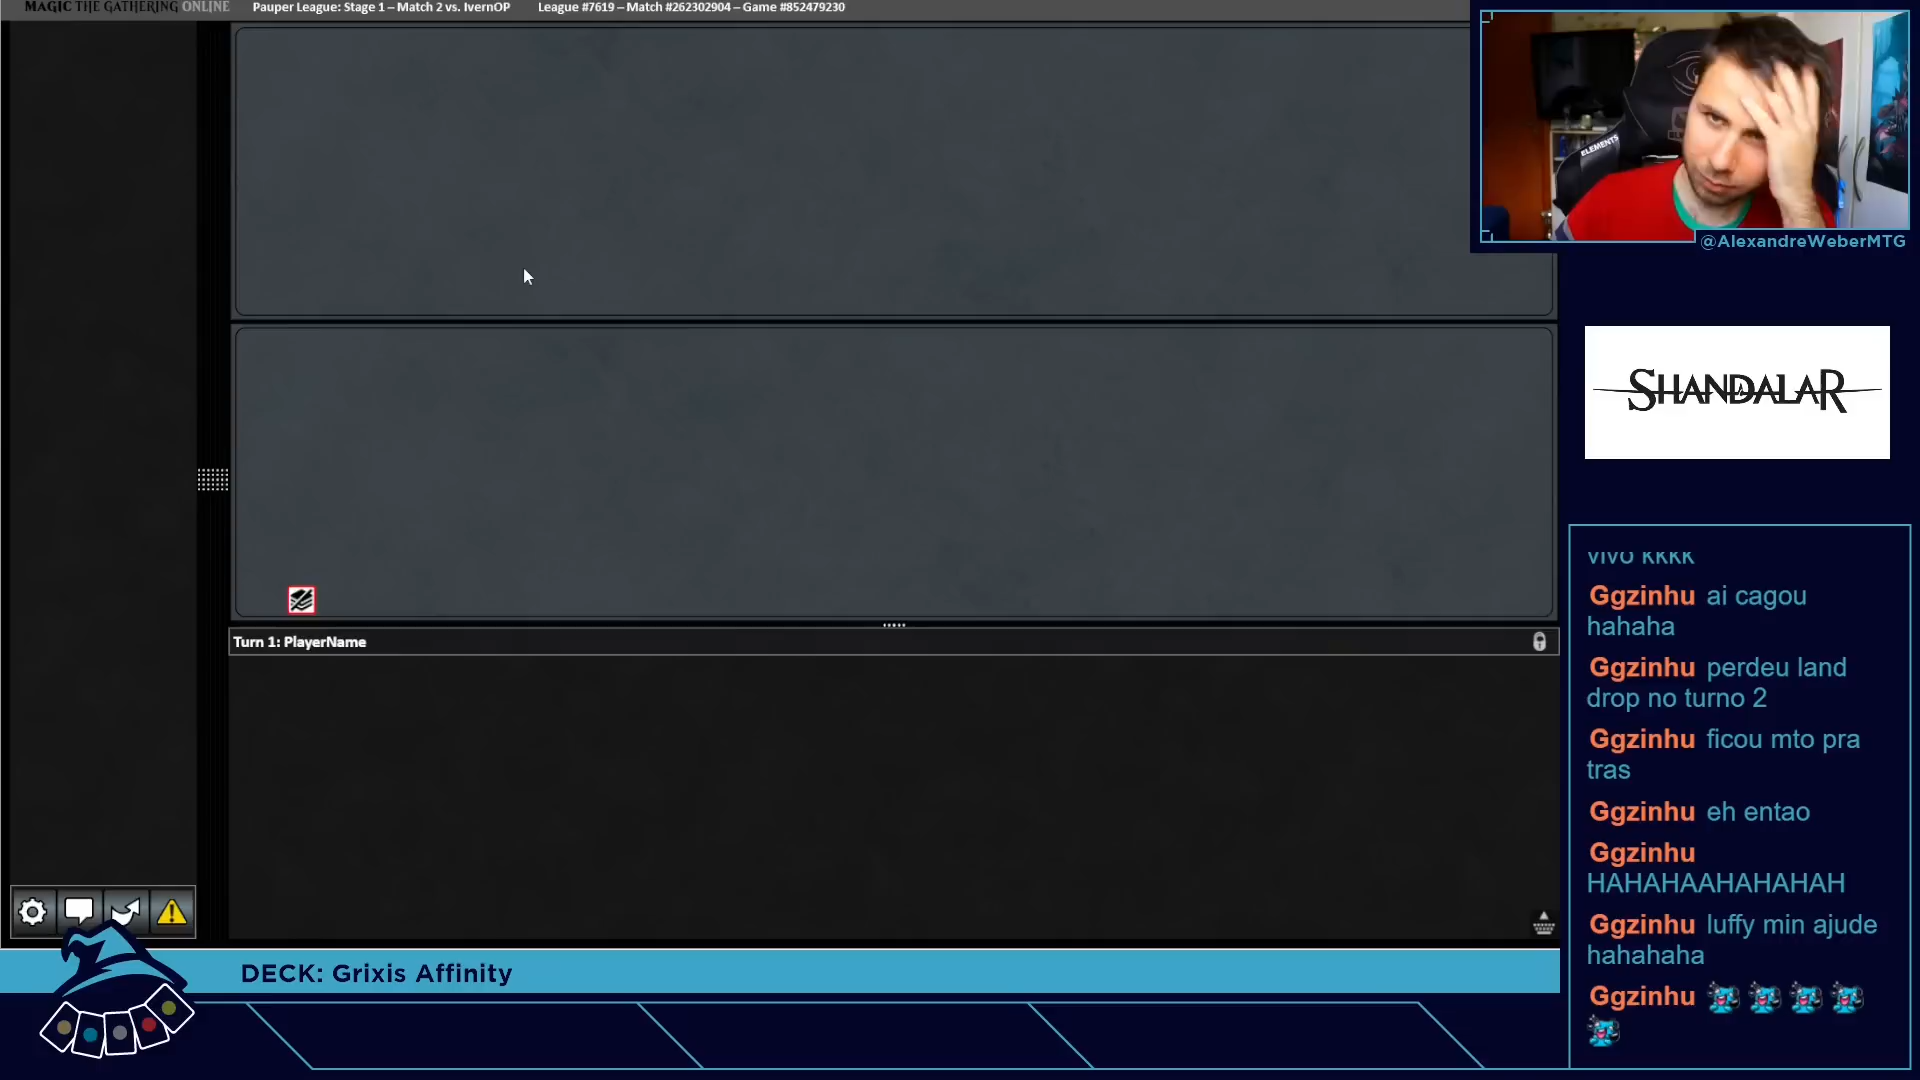 MAGIC THE GATHERING ONLINE
Pauper League: Stage 1 – Match 2 vs. IvernOP
League #7619 – Match #262302904 – Game #852479230
ELEMENTS
@AlexandreWeberMTG
SHANDALAR
Turn 1: PlayerName
vivo kkkk
Ggzinhu ai cagou
hahaha
Ggzinhu perdeu land
drop no turno 2
Ggzinhu ficou mto pra
tras
Ggzinhu eh entao
Ggzinhu
HAHAHAAHAHAHAH
Ggzinhu luffy min ajude
hahahaha
Ggzinhu
DECK: Grixis Affinity